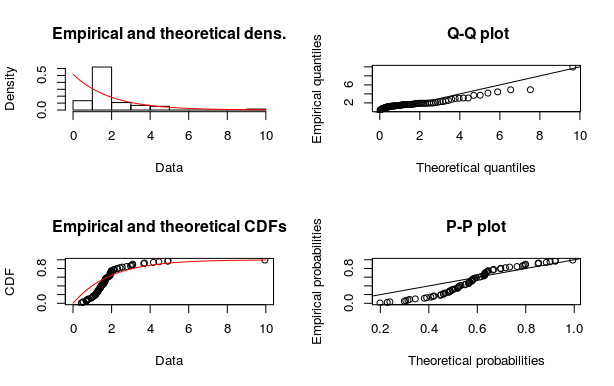 Empirical and theoretical dens.
Density
0.0 0.5
0 2 4 6 8 10
Data
Q-Q plot
Empirical quantiles
2 6
0 2 4 6 8 10
Theoretical quantiles
Empirical and theoretical CDFs
CDF
0.0 0.8
0 2 4 6 8 10
Data
P-P plot
Empirical probabilities
0.0 0.8
0.2 0.4 0.6 0.8 1.0
Theoretical probabilities